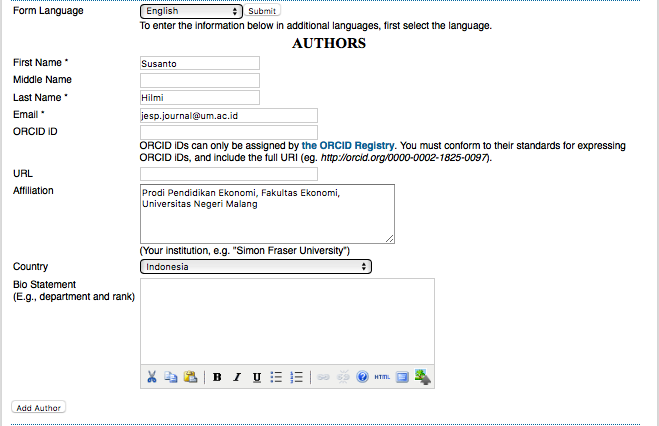 Form Language English Submit
To enter the information below in additional languages, first select the language.
AUTHORS
First Name * Susanto
Middle Name
Last Name * Hilmi
Email * jesp.journal@um.ac.id
ORCID iD
ORCID iDs can only be assigned by the ORCID Registry. You must conform to their standards for expressing
ORCID iDs, and include the full URI (eg. http://orcid.org/0000-0002-1825-0097).
URL
Affiliation Prodi Pendidikan Ekonomi, Fakultas Ekonomi,
Universitas Negeri Malang
(Your institution, e.g. "Simon Fraser University")
Country Indonesia
Bio Statement
(E.g., department and rank)
B I U HTML
Add Author